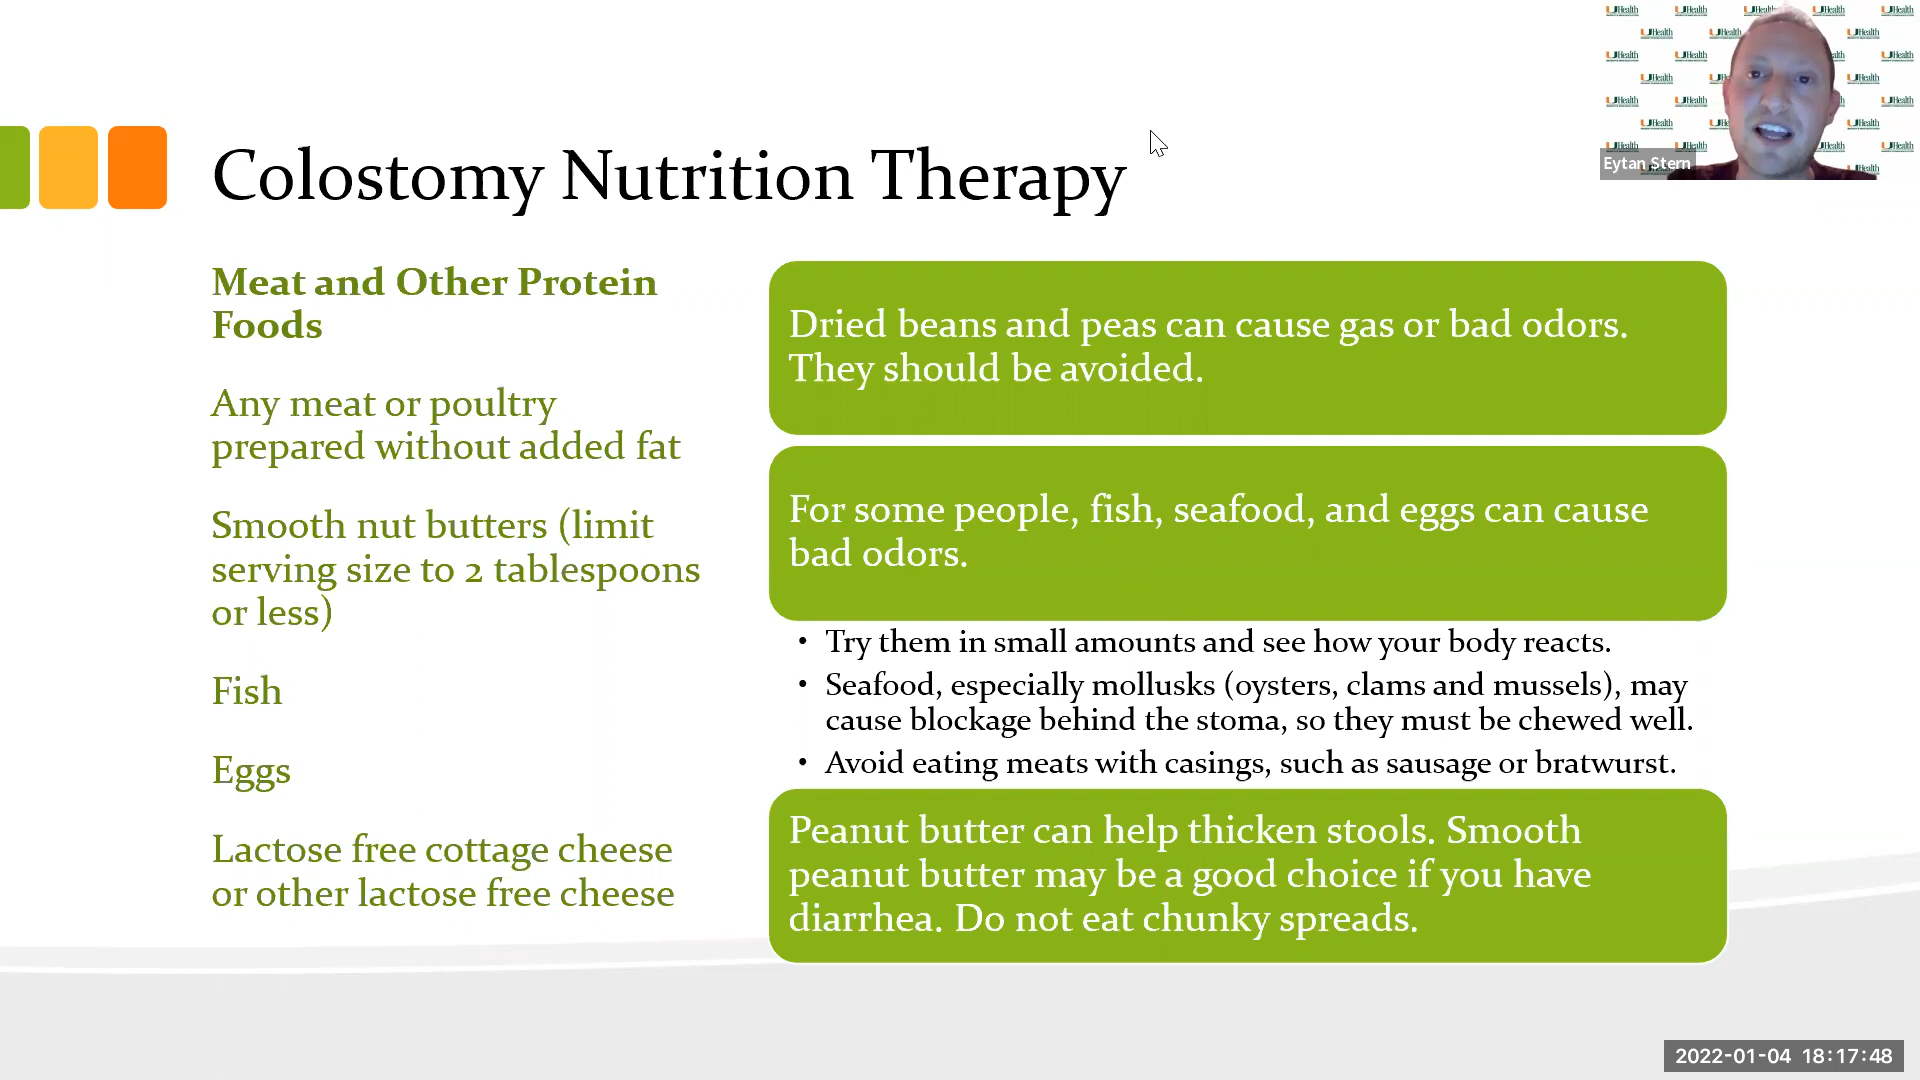 Colostomy Nutrition Therapy
Meat and Other Protein
Foods
Any meat or poultry
prepared without added fat
Smooth nut butters (limit
serving size to 2 tablespoons
or less)
Fish
Eggs
Lactose free cottage cheese
or other lactose free cheese
Dried beans and peas can cause gas or bad odors.
They should be avoided.
For some people, fish, seafood, and eggs can cause
bad odors.
• Try them in small amounts and see how your body reacts.
• Seafood, especially mollusks (oysters, clams and mussels), may
cause blockage behind the stoma, so they must be chewed well.
• Avoid eating meats with casings, such as sausage or bratwurst.
Peanut butter can help thicken stools. Smooth
peanut butter may be a good choice if you have
diarrhea. Do not eat chunky spreads.
UHealth
Eytan Stern
2022-01-04 18:17:48